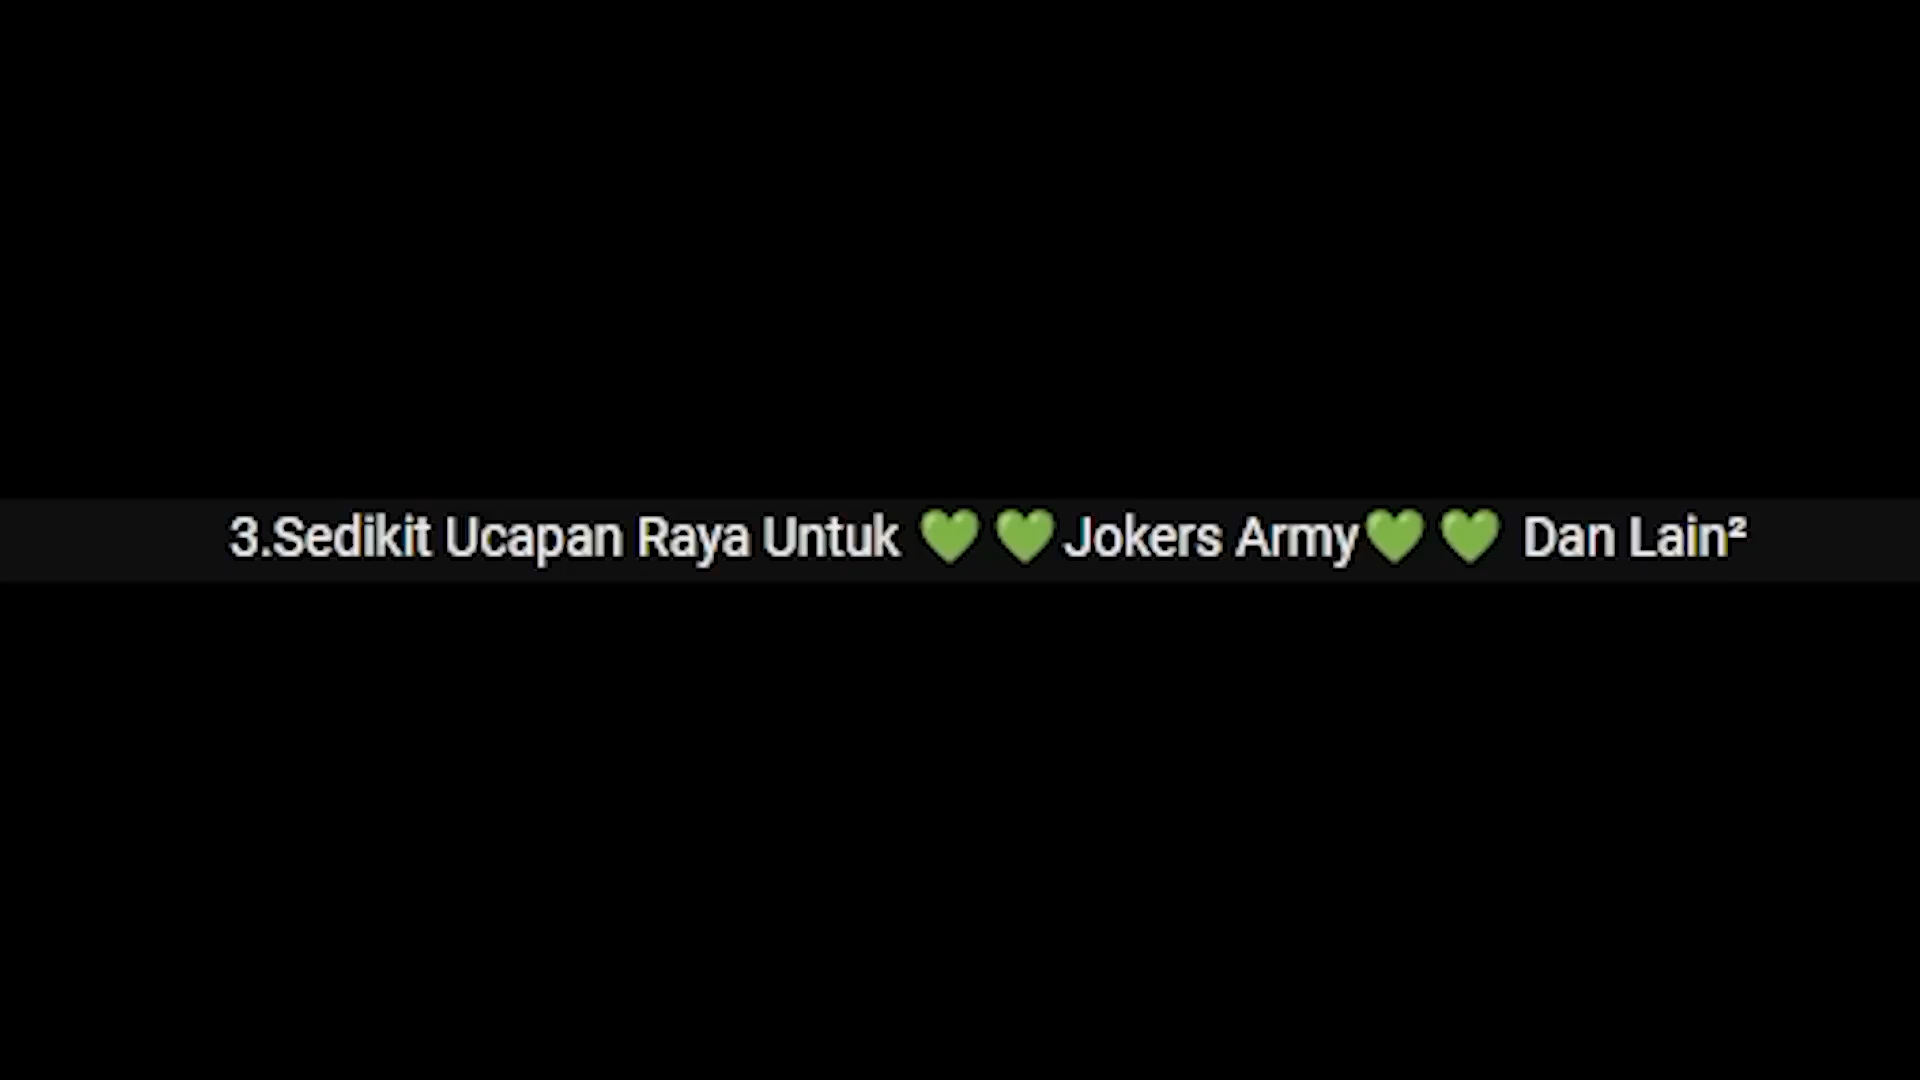 3.Sedikit Ucapan Raya Untuk 💚 💚Jokers Army💚 💚 Dan Lain²